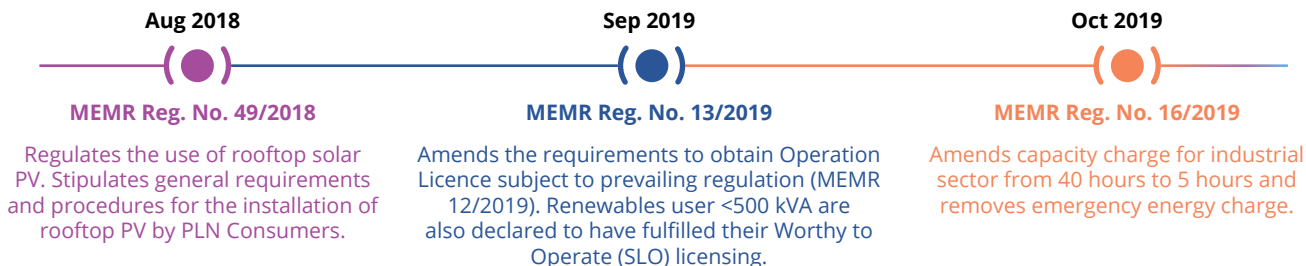 Aug 2018
Sep 2019
Oct 2019
MEMR Reg. No. 49/2018
Regulates the use of rooftop solar
PV. Stipulates general requirements
and procedures for the installation of
rooftop PV by PLN Consumers.
MEMR Reg. No. 13/2019
Amends the requirements to obtain Operation
Licence subject to prevailing regulation (MEMR
12/2019). Renewables user <500 kVA are
also declared to have fulfilled their Worthy to
Operate (SLO) licensing.
MEMR Reg. No. 16/2019
Amends capacity charge for industrial
sector from 40 hours to 5 hours and
removes emergency energy charge.